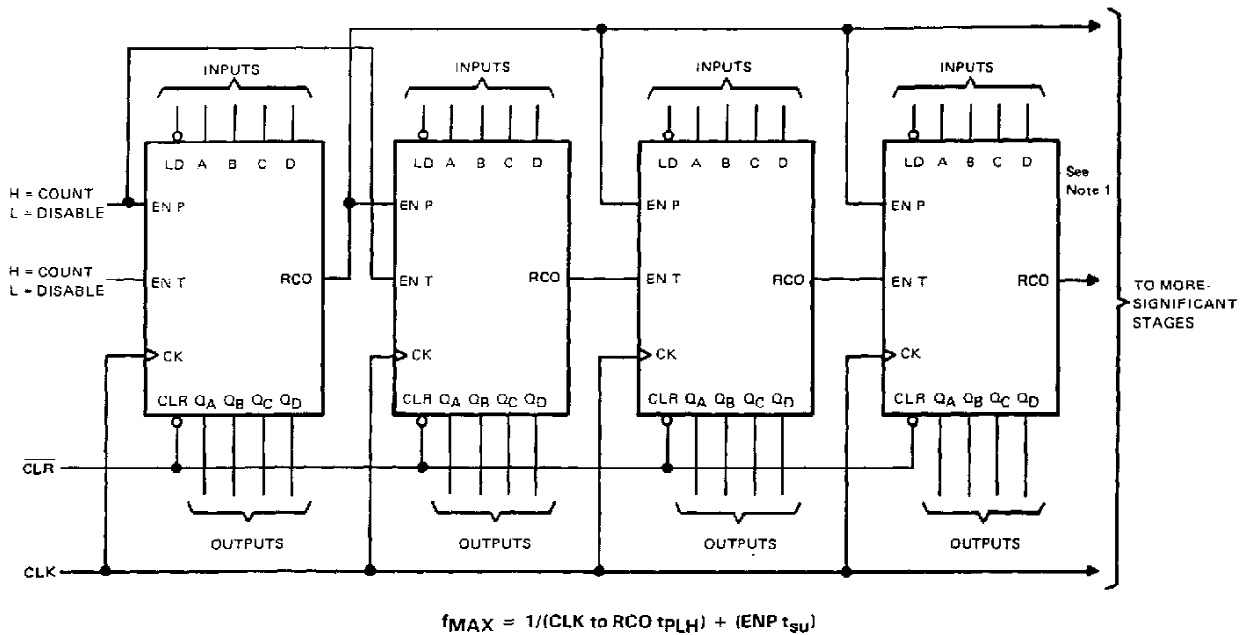 INPUTS INPUTS INPUTS INPUTS
LD A B C D LD A B C D LD A B C D LD A B C D
See
Note 1
H = COUNT
L = DISABLE
EN P EN P EN P EN P
H = COUNT
L = DISABLE
EN T RCO EN T RCO EN T RCO EN T RCO
TO MORE-
SIGNIFICANT
STAGES
CK CK CK CK
CLR QA QB QC QD CLR QA QB QC QD CLR QA QB QC QD CLR QA QB QC QD
CLR
OUTPUTS OUTPUTS OUTPUTS OUTPUTS
CLK
fMAX = 1/(CLK to RCO tPLH) + (ENP tsu)